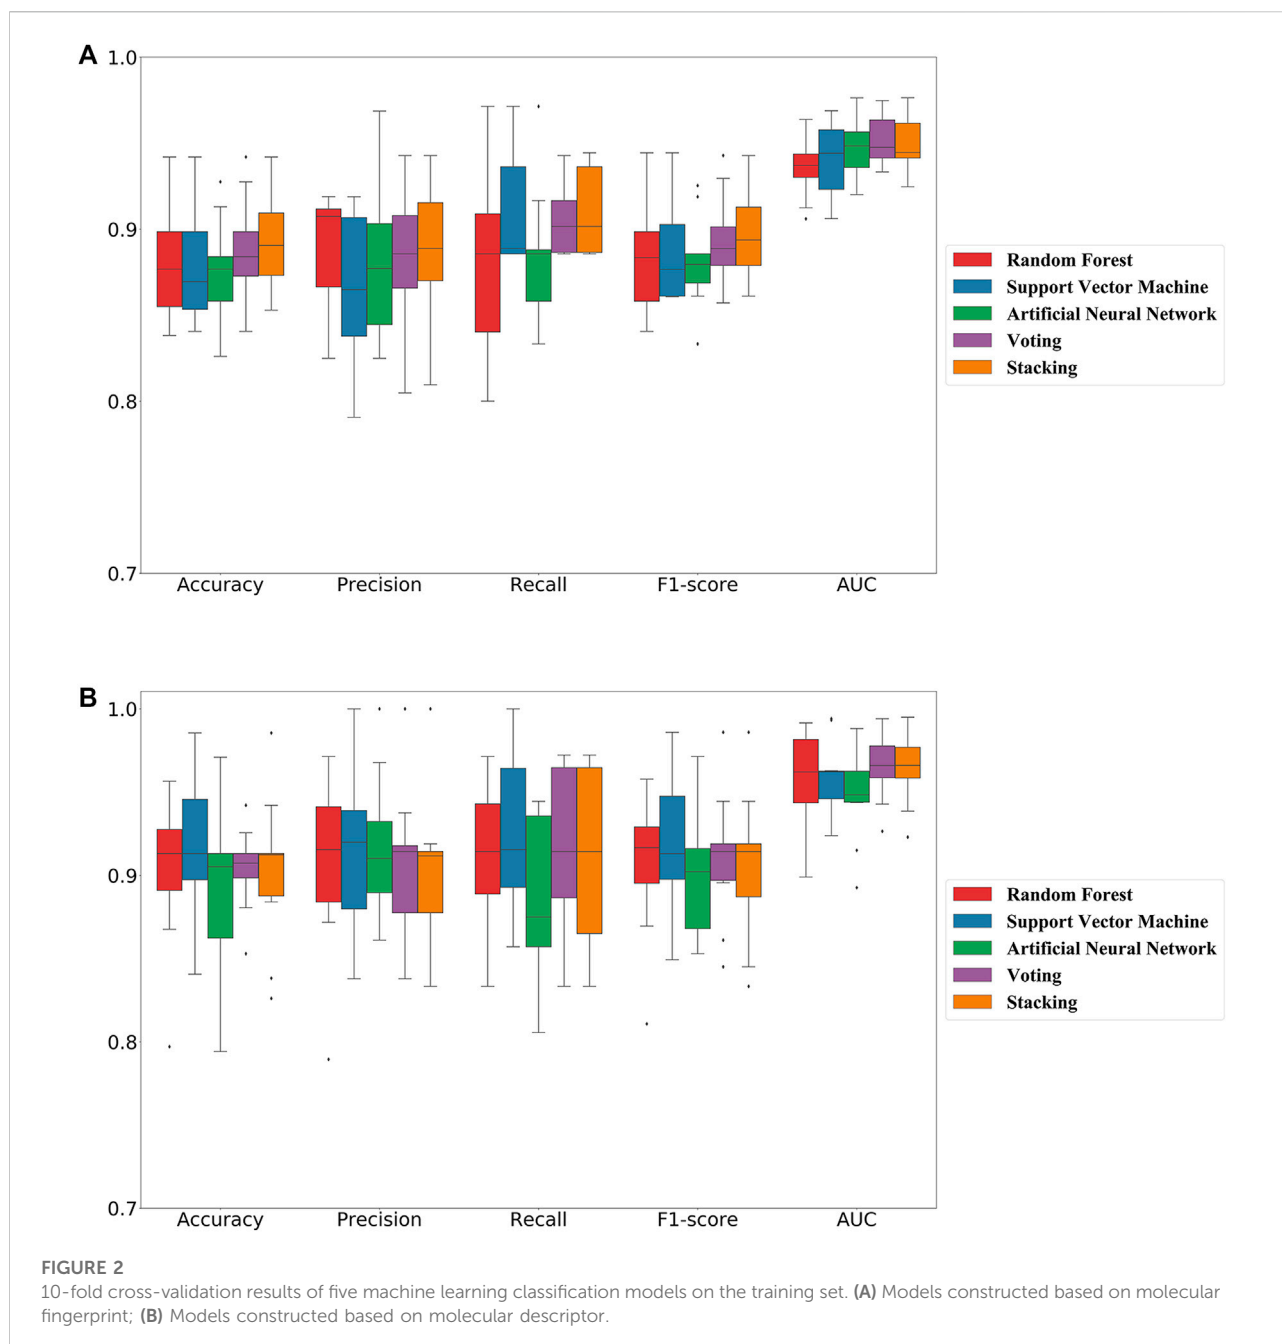 A
1.0
0.9
0.8
0.7
Accuracy Precision Recall F1-score AUC
Random Forest
Support Vector Machine
Artificial Neural Network
Voting
Stacking
B
1.0
0.9
0.8
0.7
Accuracy Precision Recall F1-score AUC
Random Forest
Support Vector Machine
Artificial Neural Network
Voting
Stacking
FIGURE 2
10-fold cross-validation results of five machine learning classification models on the training set. (A) Models constructed based on molecular
fingerprint; (B) Models constructed based on molecular descriptor.